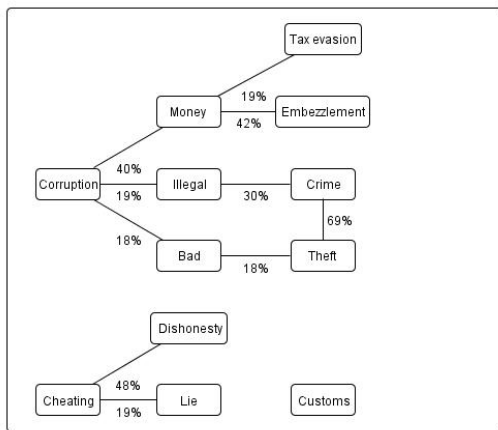 Tax evasion
19%
Money
Embezzlement
42%
40%
Corruption
Illegal
Crime
19%
30%
69%
18%
Bad
Theft
18%
Dishonesty
48%
Cheating
Lie
Customs
19%